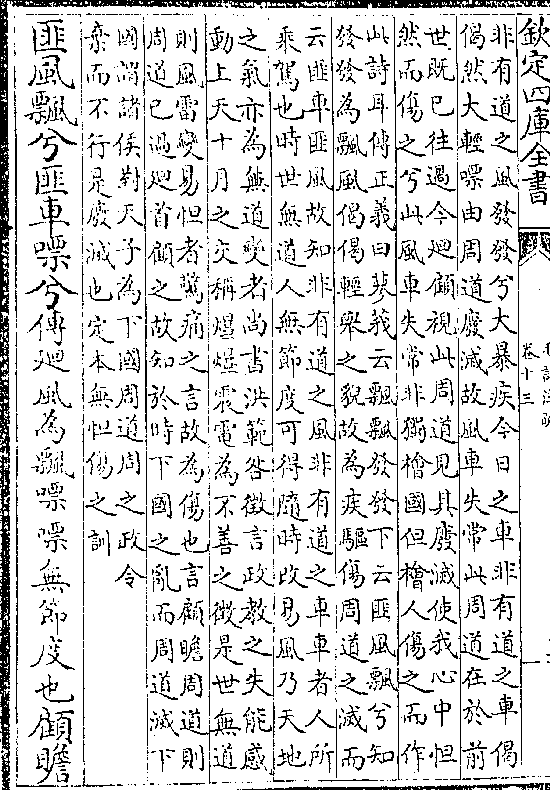 欽定四庫全書
卷十三
非有道之風發發兮大暴疾今日之車非有道之車偈
偈然大輕嘌由周道廢滅故風車失常此周道在於前
世既已往過今廻顧視此周道見其廢滅使我心中怛
然而傷之兮此風車失常非獨檜國但檜人傷之而作
此詩耳傳正義曰蓼莪云飄飄發發下云匪風飄兮知
發發為飄風偈偈輕舉之貌故為疾驅傷周道之滅而
云匪車匪風故知非有道之風非有道之車車者人所
乘駕也時世無道人無節度可得隨時改易風乃天地
之氣亦為無道變者尚書洪範咎徵言政教之失能感
動上天十月之交稱爗爗震電為不善之徵是世無道
則風雷變易怛者驚痛之言故為傷也言顧瞻周道則
周道已過廻首顧之故知於時下國之亂而周道滅下
國謂諸侯對天子為下國周道周之政令
棄而不行是廢滅也定本無怛傷之訓
匪風飄兮匪車嘌兮傳廻風為飄嘌嘌無節度也顧瞻